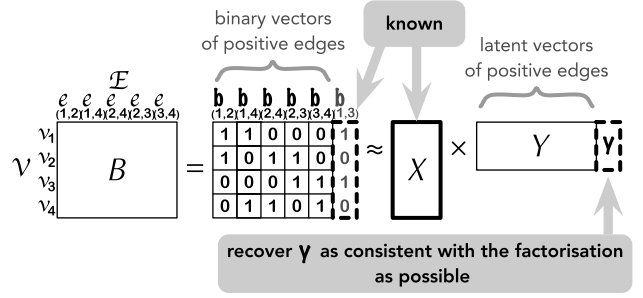 binary vectors
of positive edges
known
latent vectors
of positive edges
ℰ
e e e e e
(1,2) (1,4) (2,4) (2,3) (3,4)
b b b b b b
(1,2) (1,4) (2,4) (2,3) (3,4) (1,3)
𝒱
v1
v2
v3
v4
B
=
1 1 0 0 0 1
1 0 1 1 0 0
0 0 0 1 1 1
0 1 1 0 1 0
≈
X
×
Y
y
recover y as consistent with the factorisation
as possible